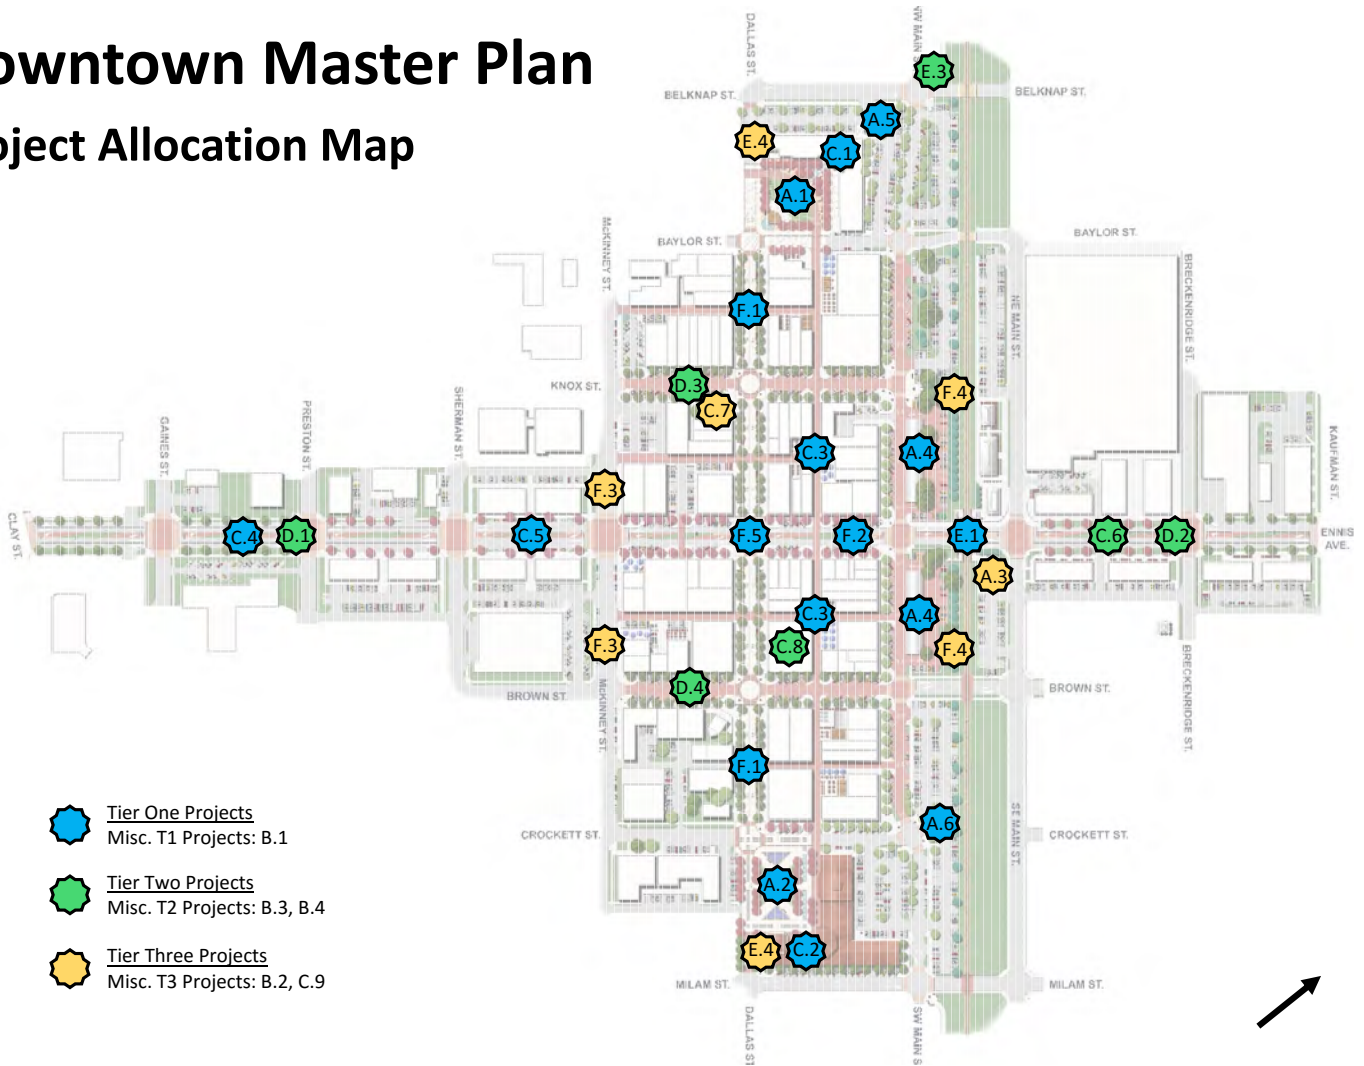 owntown Master Plan
oject Allocation Map
DALLAS ST.
NW MAIN S
BELKNAP ST.
E.3
BELKNAP ST.
A.5
E.4
C.1
A.1
McKINNEY ST.
BAYLOR ST.
BAYLOR ST.
BRECKENRIDGE ST.
NE MAIN ST.
F.1
KNOX ST.
D.3
C.7
F.4
GAINES ST.
PRESTON ST.
SHERMAN ST.
KAUFMAN ST.
C.3
A.4
F.3
CLAY ST.
C.4
D.1
C.5
F.5
F.2
E.1
C.6
D.2
ENNIS
AVE.
A.3
C.3
A.4
F.3
C.8
F.4
BRECKENRIDGE ST.
BROWN ST.
D.4
BROWN ST.
McKINNEY ST.
F.1
Tier One Projects
Misc. T1 Projects: B.1
CROCKETT ST.
A.6
SE MAIN ST.
CROCKETT ST.
Tier Two Projects
Misc. T2 Projects: B.3, B.4
A.2
E.4
C.2
Tier Three Projects
Misc. T3 Projects: B.2, C.9
MILAM ST.
MILAM ST.
DALLAS ST
SW MAIN S